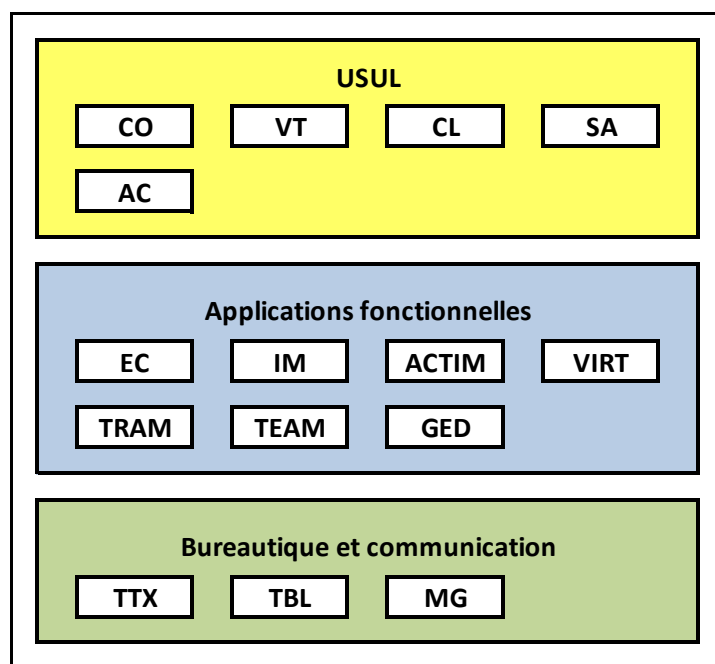 USUL
CO VT CL SA
AC
Applications fonctionnelles
EC IM ACTIM VIRT
TRAM TEAM GED
Bureautique et communication
TTX TBL MG